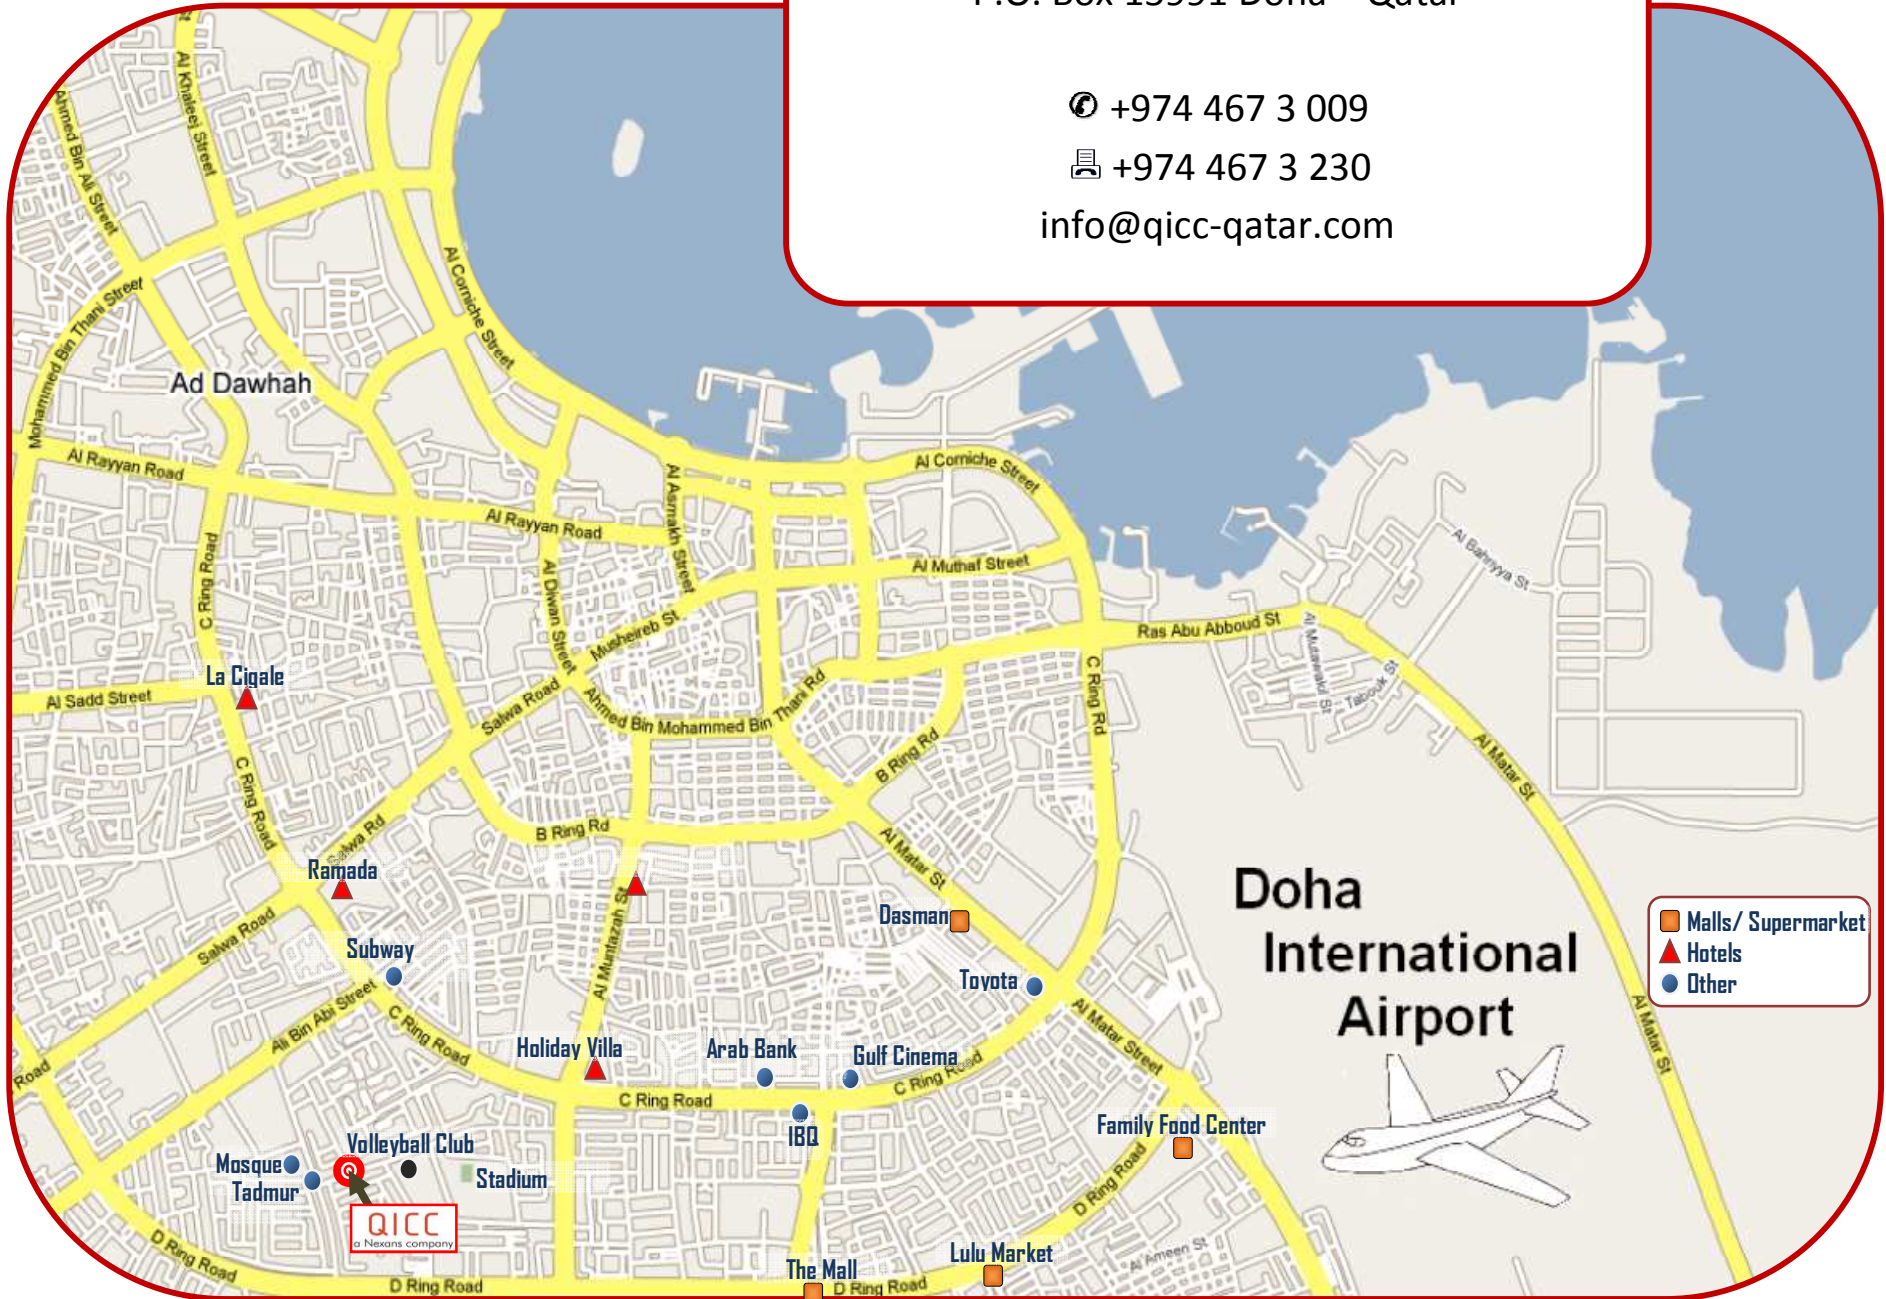 +974 467 3 009
+974 467 3 230
info@qicc-qatar.com
Al Khaleej Street
Ahmed Bin Ali Street
Al Corniche Street
Mohammed Bin Thani Street
Ad Dawhah
Al Rayyan Road
Al Rayyan Road
Al Asmakh Street
Al Corniche Street
C Ring Road
Al Diwan Street
Al Muthaf Street
Al Bahriyya St
Musheireb St
Ras Abu Abboud St
Al Mutawakil St
Tabouk St
La Cigale
Al Sadd Street
Salwa Road
Ahmed Bin Mohammed Bin Thani Rd
C Ring Rd
B Ring Rd
Al Matar St
C Ring Road
Salwa Rd
B Ring Rd
Al Matar St
Ramada
Salwa Road
Al Muntazah St
Dasman
Doha
International
Airport
Malls/ Supermarket
Hotels
Other
Subway
Toyota
Ali Bin Abi Street
C Ring Road
Al Matar Street
Al Matar St
Holiday Villa
Arab Bank
Gulf Cinema
C Ring Road
C Ring Road
Road
IBQ
Family Food Center
Volleyball Club
Mosque
Tadmur
Stadium
QICC
a Nexans company
D Ring Road
D Ring Road
D Ring Road
The Mall
D Ring Road
Lulu Market
Al Ameen St